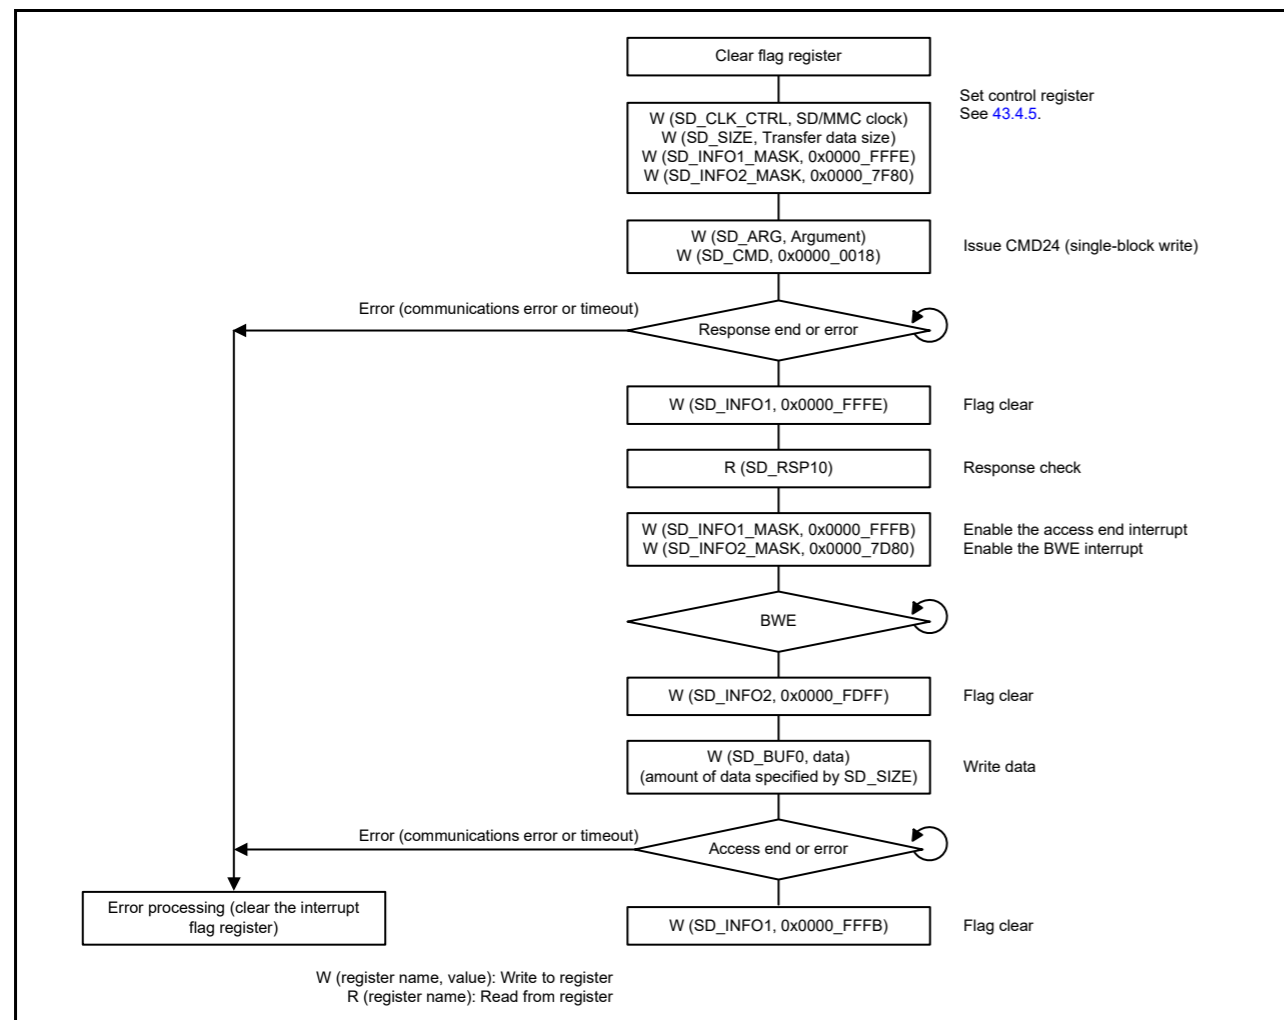 Clear flag register
Set control register
See 43.4.5.
W (SD_CLK_CTRL, SD/MMC clock)
W (SD_SIZE, Transfer data size)
W (SD_INFO1_MASK, 0x0000_FFFE)
W (SD_INFO2_MASK, 0x0000_7F80)
W (SD_ARG, Argument)
W (SD_CMD, 0x0000_0018)
Issue CMD24 (single-block write)
Error (communications error or timeout)
Response end or error
W (SD_INFO1, 0x0000_FFFE)
Flag clear
R (SD_RSP10)
Response check
W (SD_INFO1_MASK, 0x0000_FFFB)
W (SD_INFO2_MASK, 0x0000_7D80)
Enable the access end interrupt
Enable the BWE interrupt
BWE
W (SD_INFO2, 0x0000_FDFF)
Flag clear
W (SD_BUF0, data)
(amount of data specified by SD_SIZE)
Write data
Error (communications error or timeout)
Access end or error
Error processing (clear the interrupt
flag register)
W (SD_INFO1, 0x0000_FFFB)
Flag clear
W (register name, value): Write to register
R (register name): Read from register